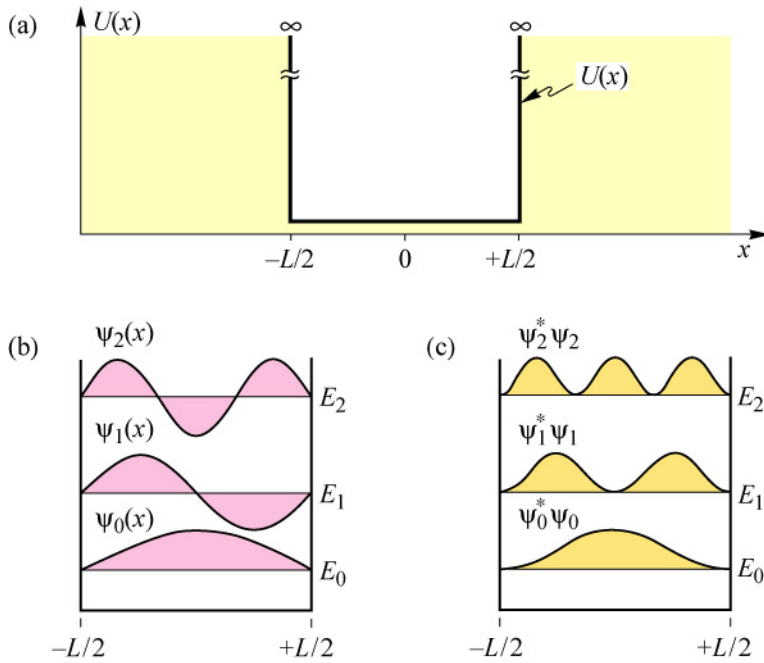 (a)
U(x)
∞ ∞
U(x)
–L/2 0 +L/2 x
(b)
ψ₂(x)
E₂
ψ₁(x)
E₁
ψ₀(x)
E₀
–L/2 +L/2
(c)
ψ₂*ψ₂
E₂
ψ₁*ψ₁
E₁
ψ₀*ψ₀
E₀
–L/2 +L/2